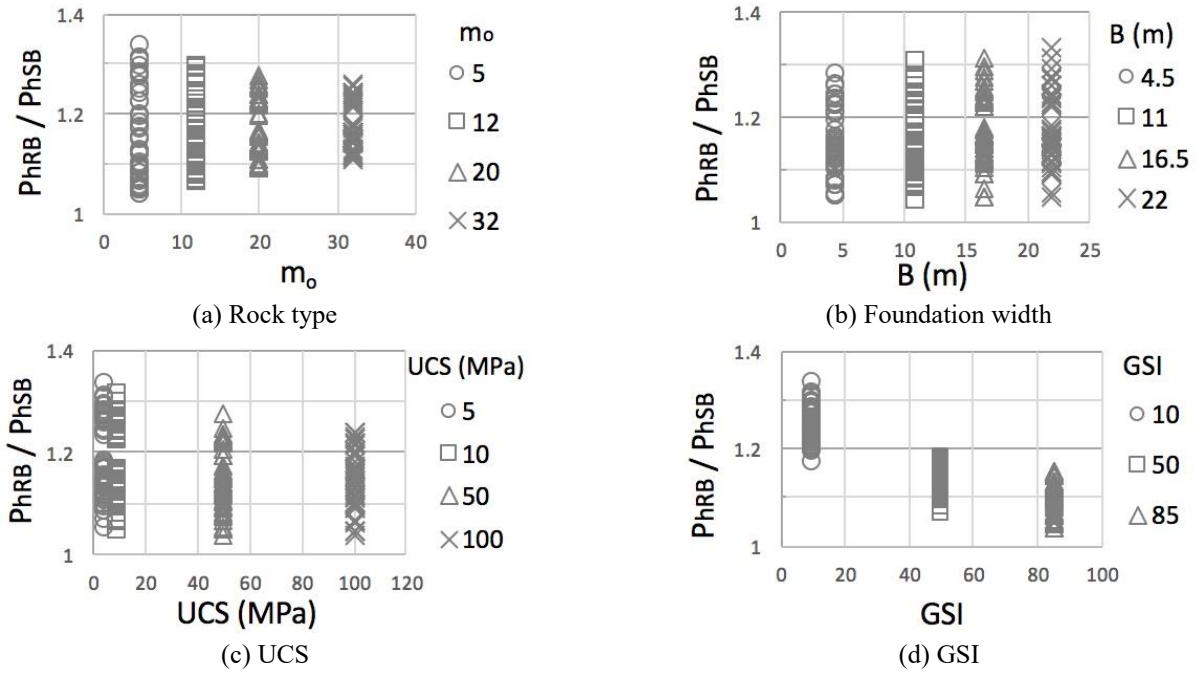 1.4
1.2
1
PhRB / PhSB
0 10 20 30 40
mo
mo
5
12
20
32
(a) Rock type
1.4
1.2
1
PhRB / PhSB
0 5 10 15 20 25
B (m)
B (m)
4.5
11
16.5
22
(b) Foundation width
1.4
1.2
1
PhRB / PhSB
0 20 40 60 80 100 120
UCS (MPa)
UCS (MPa)
5
10
50
100
(c) UCS
1.4
1.2
1
PhRB / PhSB
0 20 40 60 80 100
GSI
GSI
10
50
85
(d) GSI